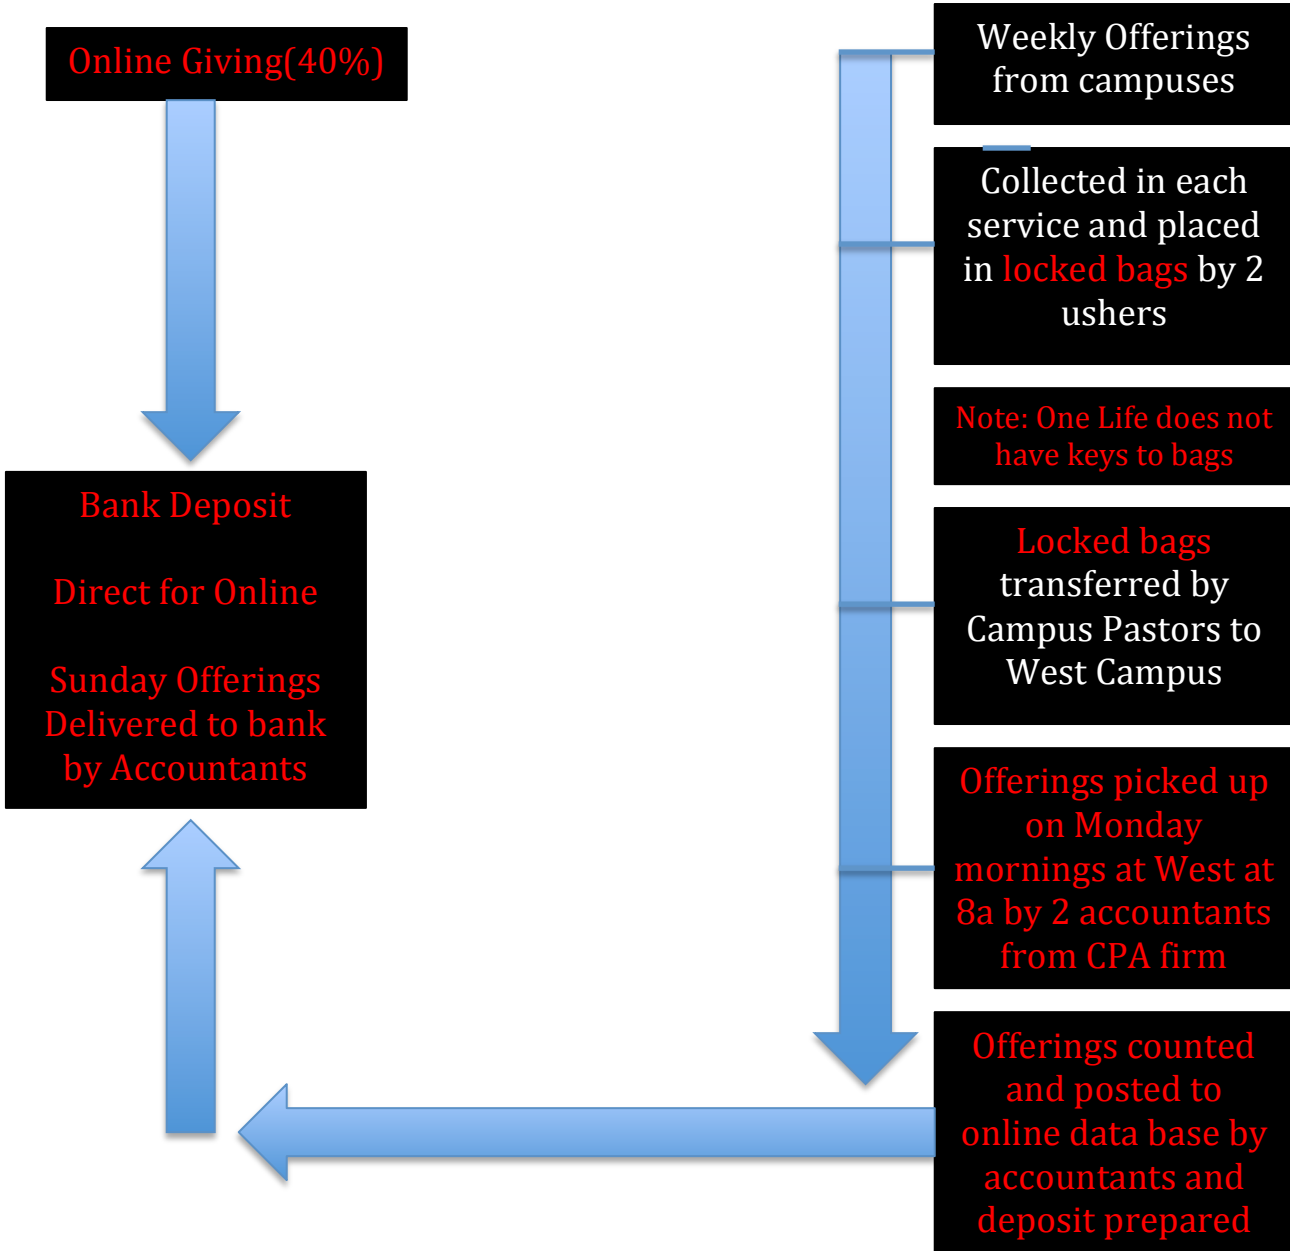 Online Giving(40%)
Bank Deposit
Direct for Online
Sunday Offerings
Delivered to bank
by Accountants
Weekly Offerings
from campuses
Collected in each
service and placed
in locked bags by 2
ushers
Note: One Life does not
have keys to bags
Locked bags
transferred by
Campus Pastors to
West Campus
Offerings picked up
on Monday
mornings at West at
8a by 2 accountants
from CPA firm
Offerings counted
and posted to
online data base by
accountants and
deposit prepared